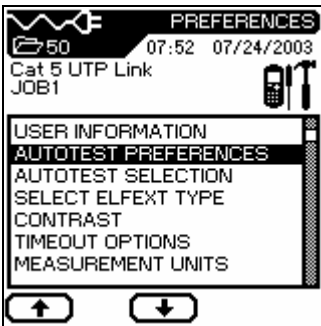 PREFERENCES
50 07:52 07/24/2003
Cat 5 UTP Link
JOB1
USER INFORMATION
AUTOTEST PREFERENCES
AUTOTEST SELECTION
SELECT ELFEXT TYPE
CONTRAST
TIMEOUT OPTIONS
MEASUREMENT UNITS